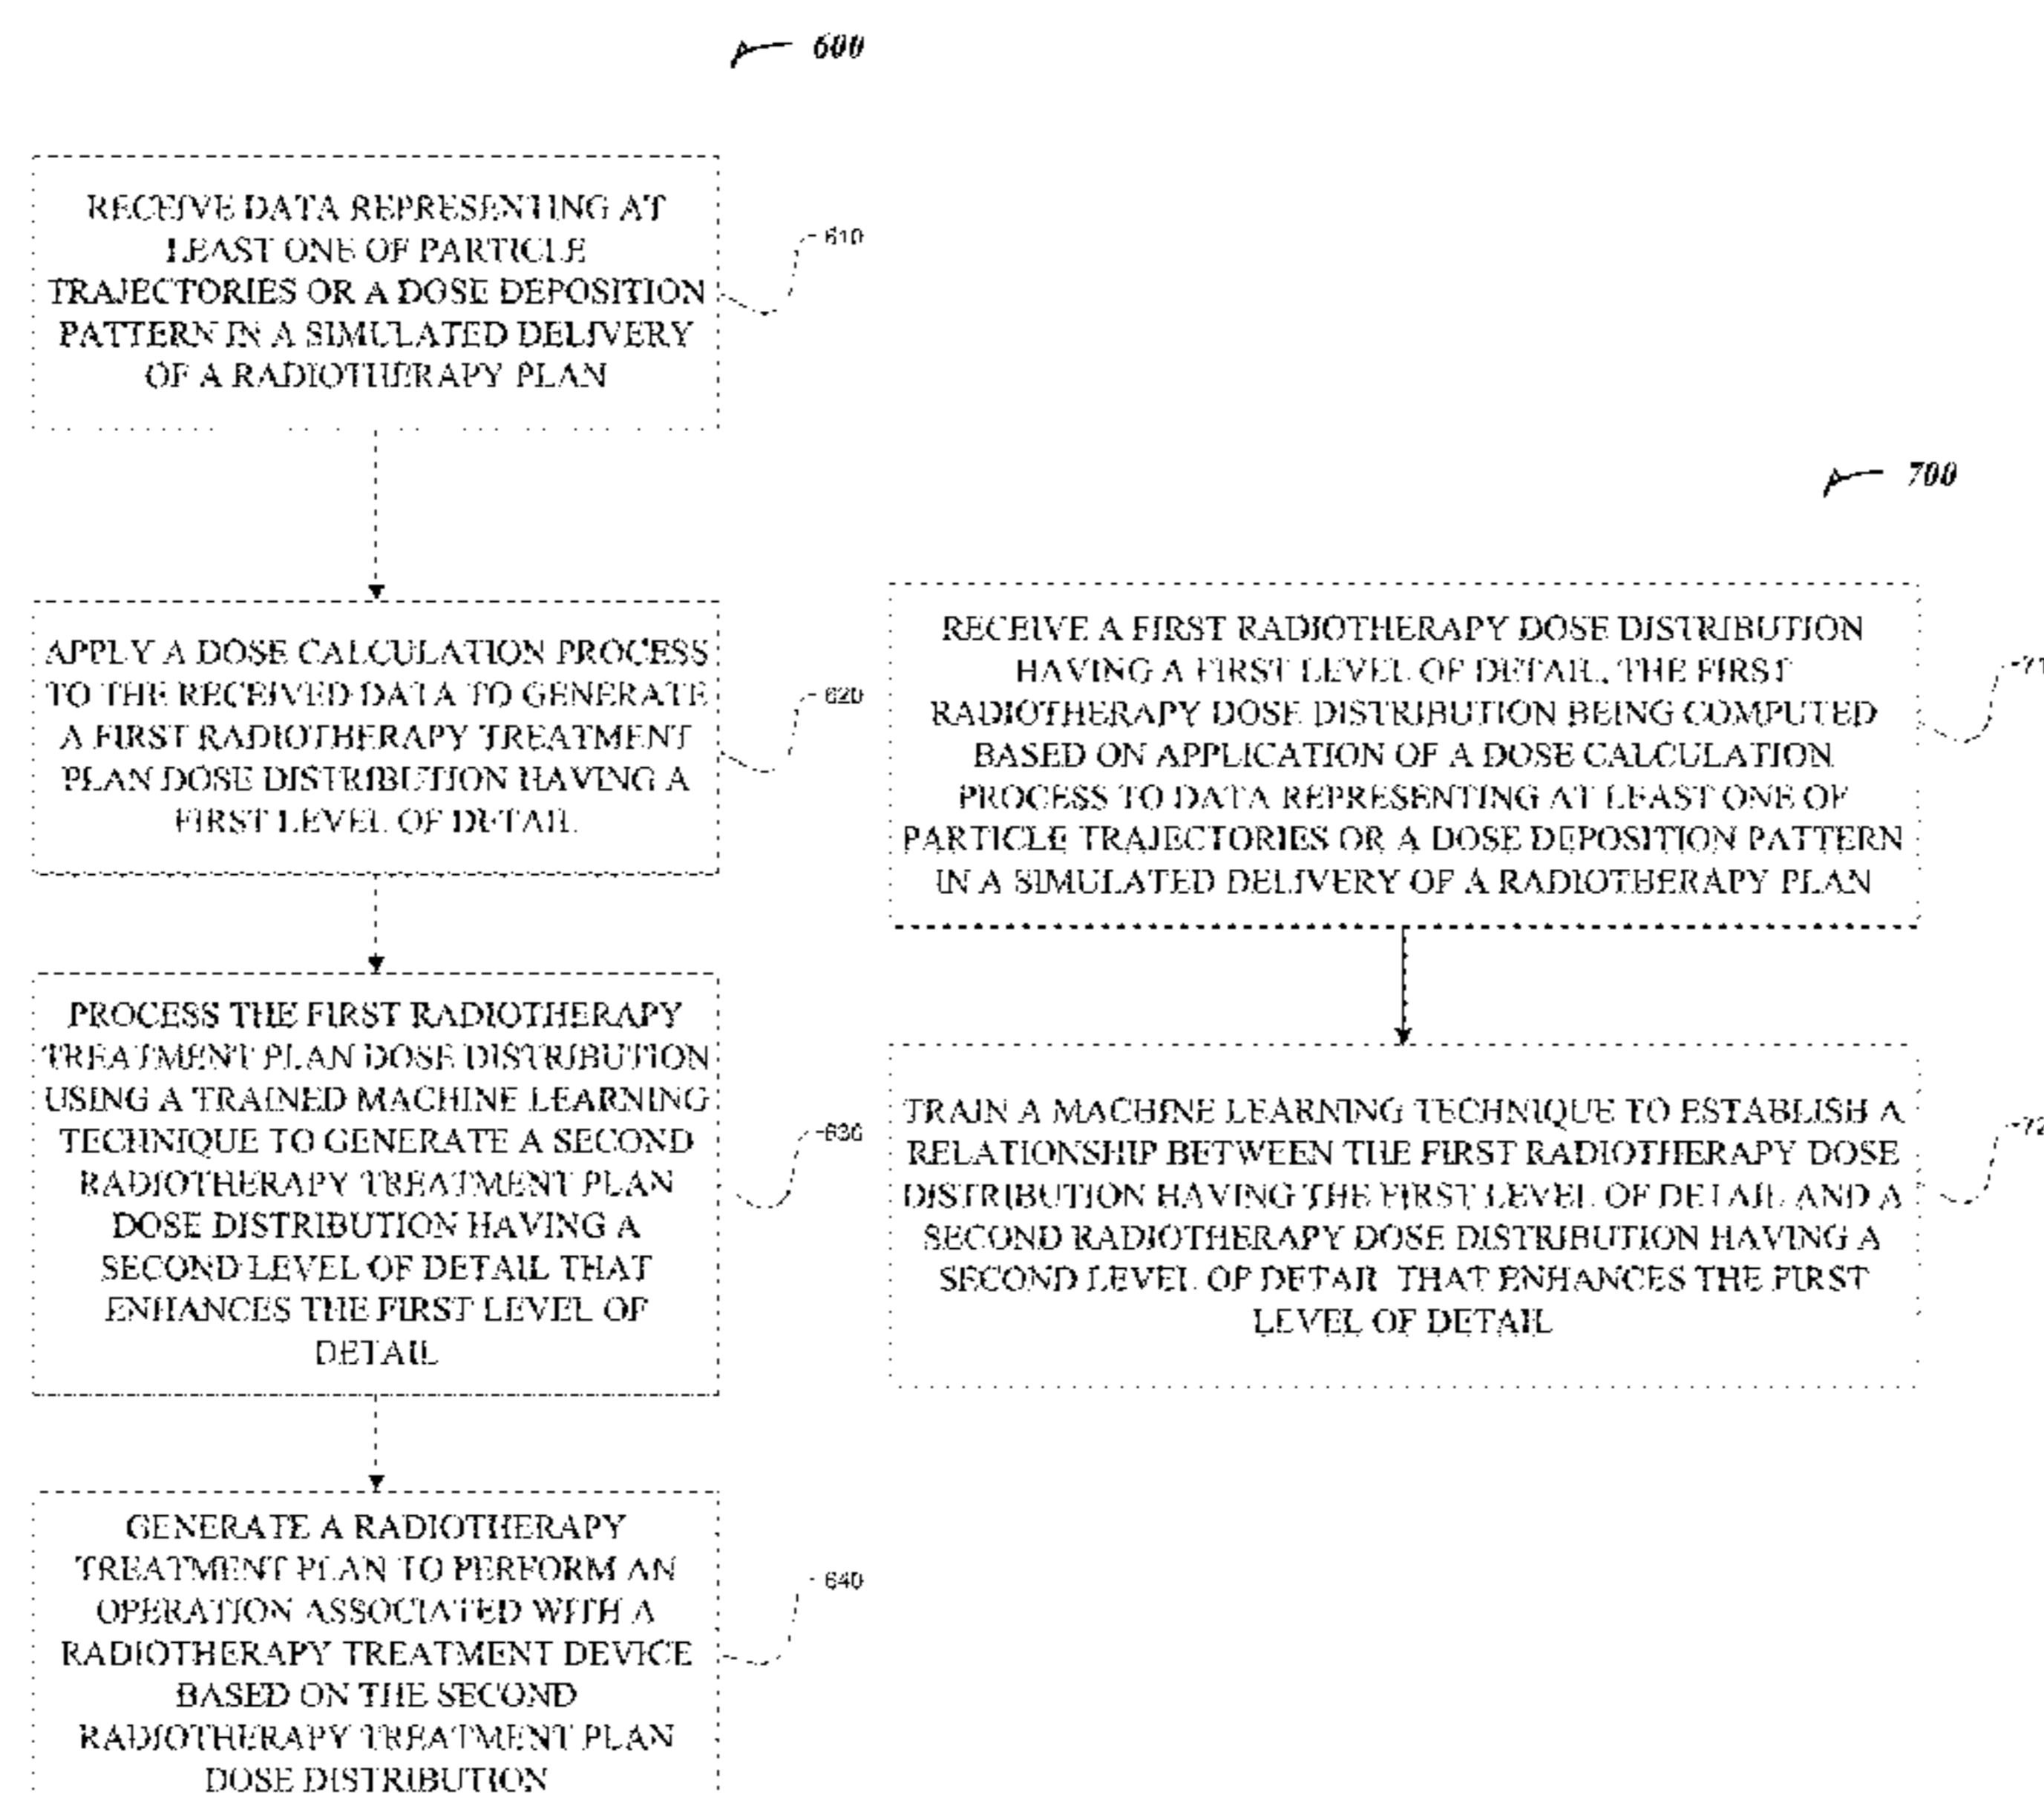 600
RECEIVE DATA REPRESENTING AT
LEAST ONE OF PARTICLE
TRAJECTORIES OR A DOSE DEPOSITION
PATTERN IN A SIMULATED DELIVERY
OF A RADIOTHERAPY PLAN
610
APPLY A DOSE CALCULATION PROCESS
TO THE RECEIVED DATA TO GENERATE
A FIRST RADIOTHERAPY TREATMENT
PLAN DOSE DISTRIBUTION HAVING A
FIRST LEVEL OF DETAIL
620
PROCESS THE FIRST RADIOTHERAPY
TREATMENT PLAN DOSE DISTRIBUTION
USING A TRAINED MACHINE LEARNING
TECHNIQUE TO GENERATE A SECOND
RADIOTHERAPY TREATMENT PLAN
DOSE DISTRIBUTION HAVING A
SECOND LEVEL OF DETAIL THAT
ENHANCES THE FIRST LEVEL OF
DETAIL
630
GENERATE A RADIOTHERAPY
TREATMENT PLAN TO PERFORM AN
OPERATION ASSOCIATED WITH A
RADIOTHERAPY TREATMENT DEVICE
BASED ON THE SECOND
RADIOTHERAPY TREATMENT PLAN
DOSE DISTRIBUTION
640
700
RECEIVE A FIRST RADIOTHERAPY DOSE DISTRIBUTION
HAVING A FIRST LEVEL OF DETAIL, THE FIRST
RADIOTHERAPY DOSE DISTRIBUTION BEING COMPUTED
BASED ON APPLICATION OF A DOSE CALCULATION
PROCESS TO DATA REPRESENTING AT LEAST ONE OF
PARTICLE TRAJECTORIES OR A DOSE DEPOSITION PATTERN
IN A SIMULATED DELIVERY OF A RADIOTHERAPY PLAN
TRAIN A MACHINE LEARNING TECHNIQUE TO ESTABLISH A
RELATIONSHIP BETWEEN THE FIRST RADIOTHERAPY DOSE
DISTRIBUTION HAVING THE FIRST LEVEL OF DETAIL AND A
SECOND RADIOTHERAPY DOSE DISTRIBUTION HAVING A
SECOND LEVEL OF DETAIL THAT ENHANCES THE FIRST
LEVEL OF DETAIL